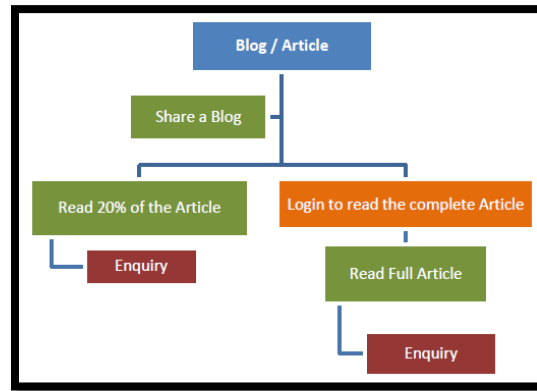 Blog / Article
Share a Blog
Read 20% of the Article
Login to read the complete Article
Enquiry
Read Full Article
Enquiry